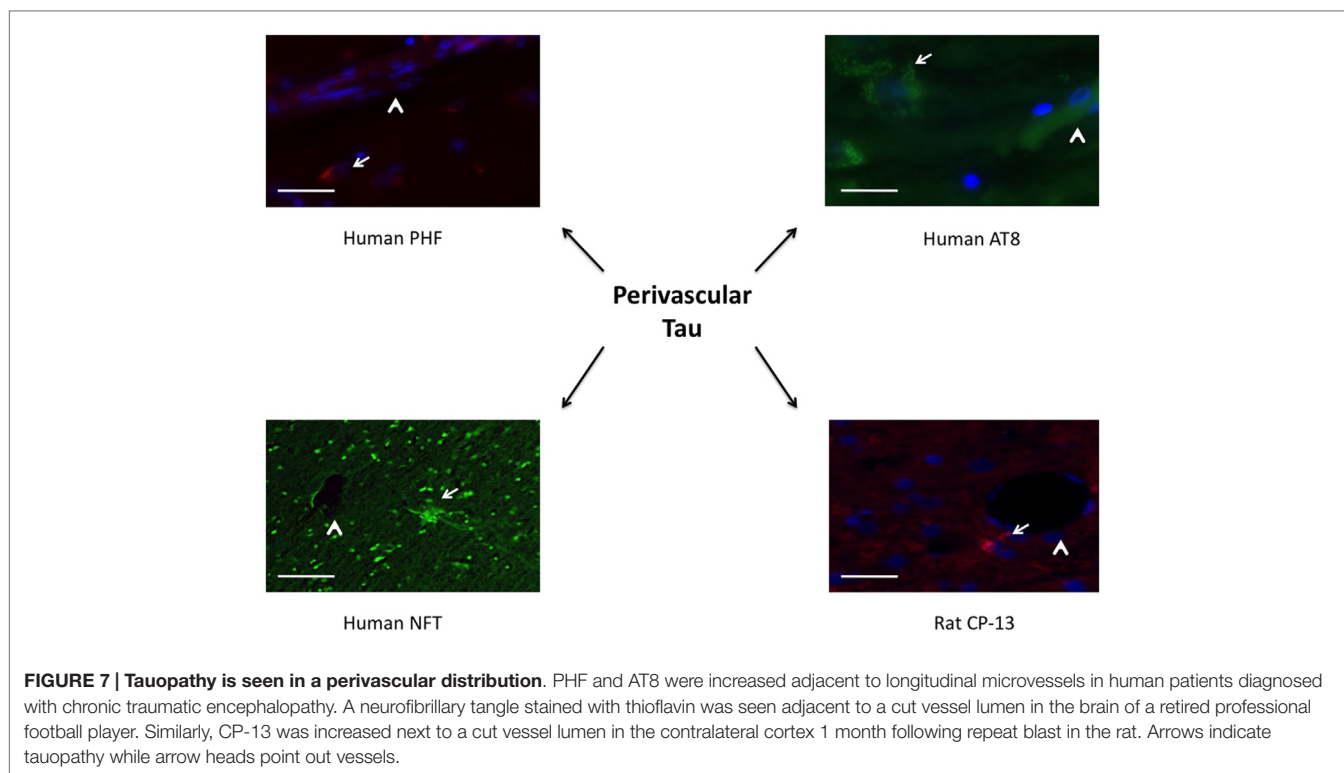 Human PHF
Human AT8
Perivascular
Tau
Human NFT
Rat CP-13
FIGURE 7 | Tauopathy is seen in a perivascular distribution. PHF and AT8 were increased adjacent to longitudinal microvessels in human patients diagnosed
with chronic traumatic encephalopathy. A neurofibrillary tangle stained with thioflavin was seen adjacent to a cut vessel lumen in the brain of a retired professional
football player. Similarly, CP-13 was increased next to a cut vessel lumen in the contralateral cortex 1 month following repeat blast in the rat. Arrows indicate
tauopathy while arrow heads point out vessels.